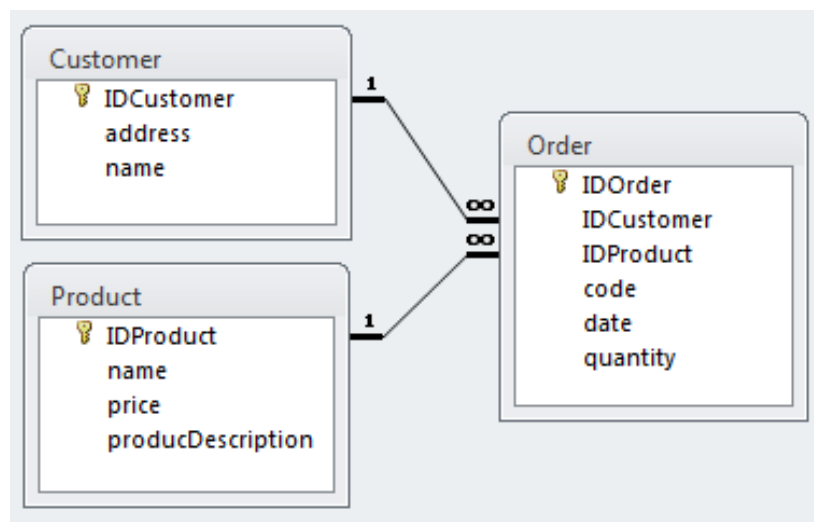 Customer
IDCustomer
address
name
1
Product
IDProduct
name
price
producDescription
1
Order
IDOrder
IDCustomer
IDProduct
code
date
quantity
∞
∞